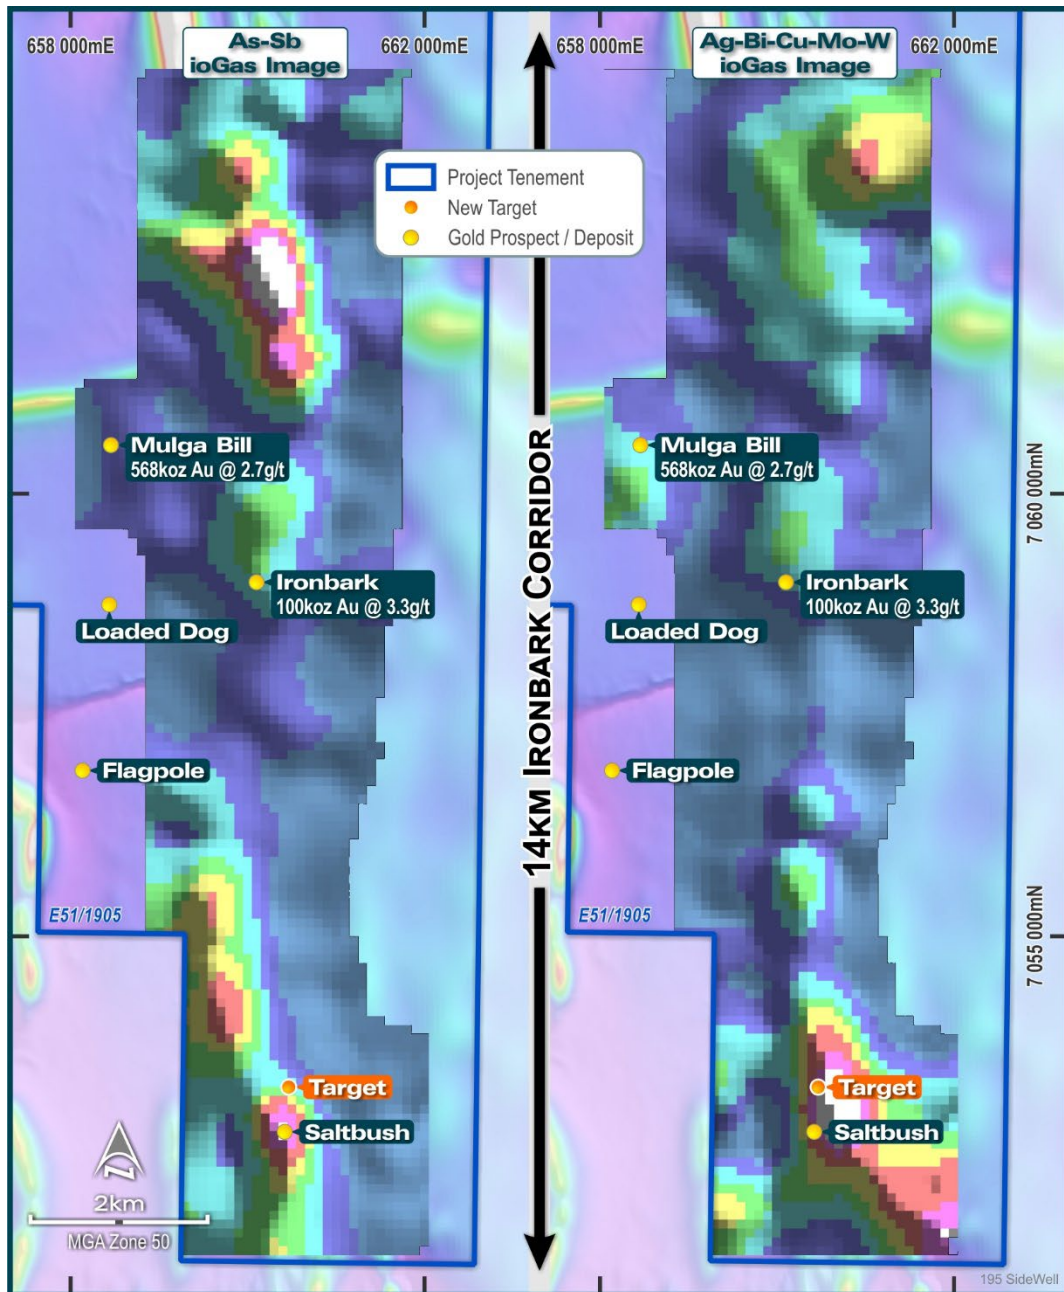 658 000mE
As-Sb
ioGas Image
662 000mE
658 000mE
Ag-Bi-Cu-Mo-W
ioGas Image
662 000mE
Project Tenement
New Target
Gold Prospect / Deposit
Mulga Bill
568koz Au @ 2.7g/t
Ironbark
100koz Au @ 3.3g/t
Loaded Dog
Flagpole
E51/1905
Target
Saltbush
N
2km
MGA Zone 50
14KM IRONBARK CORRIDOR
Mulga Bill
568koz Au @ 2.7g/t
Ironbark
100koz Au @ 3.3g/t
Loaded Dog
Flagpole
E51/1905
Target
Saltbush
7 060 000mN
7 055 000mN
195 SideWell